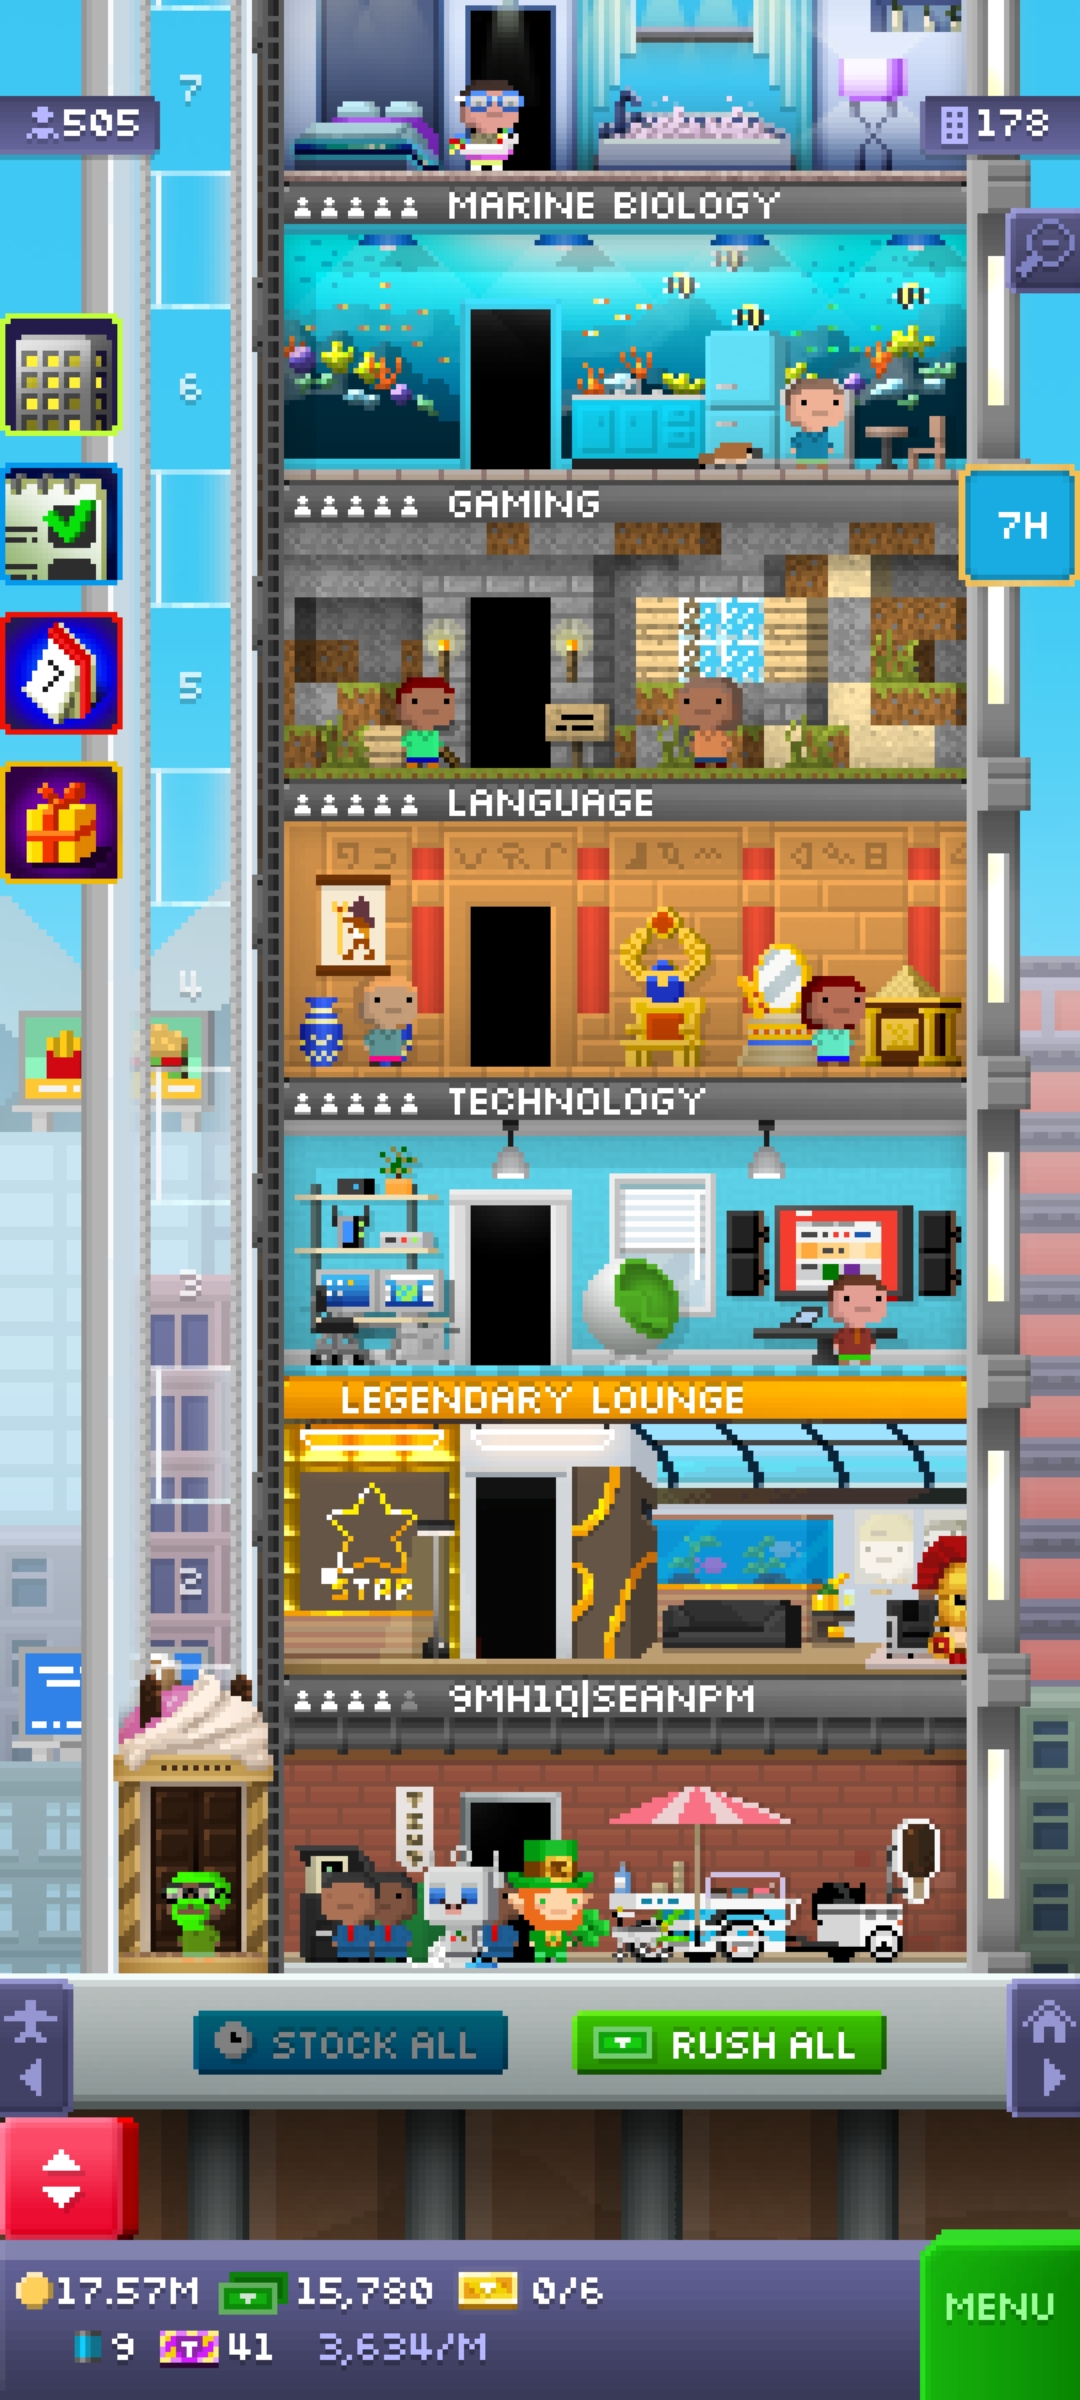 7
505
178
MARINE BIOLOGY
6
GAMING
7H
5
7
LANGUAGE
4
TECHNOLOGY
3
LEGENDARY LOUNGE
STAR
2
9MH1Q|SEANPM
STOCK ALL
RUSH ALL
17.57M 15,780 0/6
MENU
9 41 3,634/M